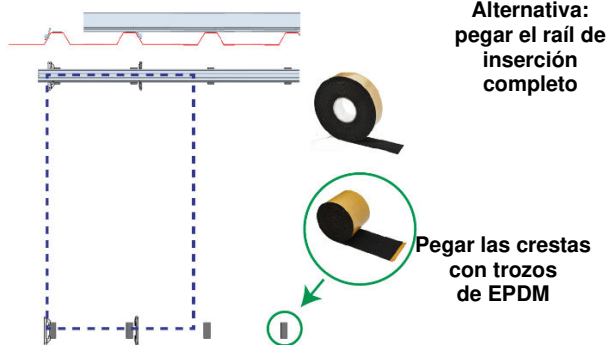 Alternativa:
pegar el raíl de
inserción
completo
Pegar las crestas
con trozos
de EPDM